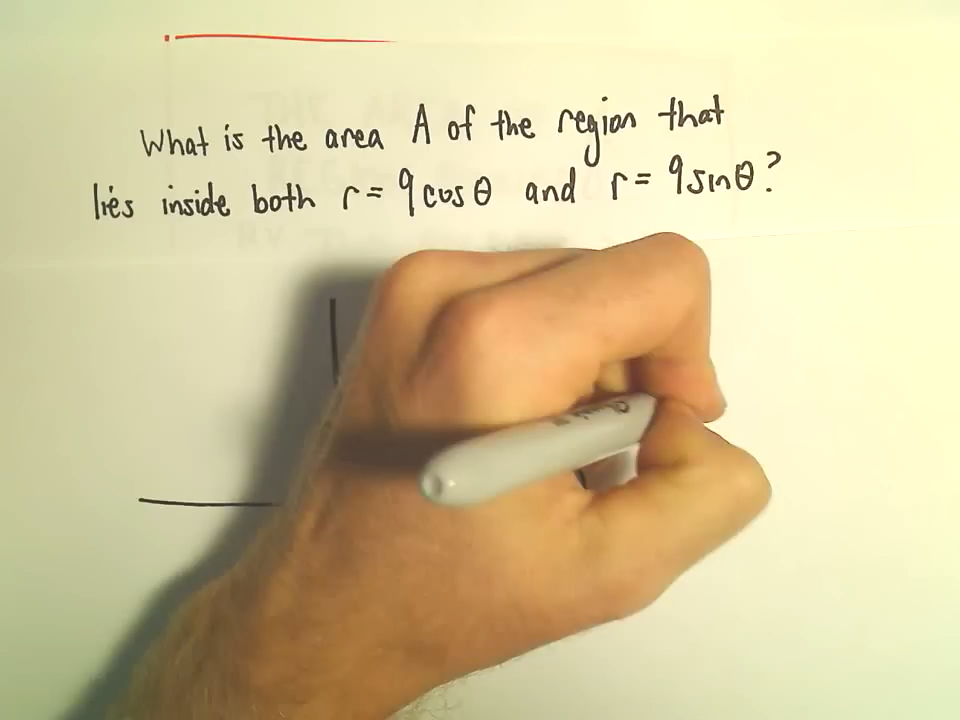 What is the area A of the region that
lies inside both r = 9cosθ and r = 9sinθ?